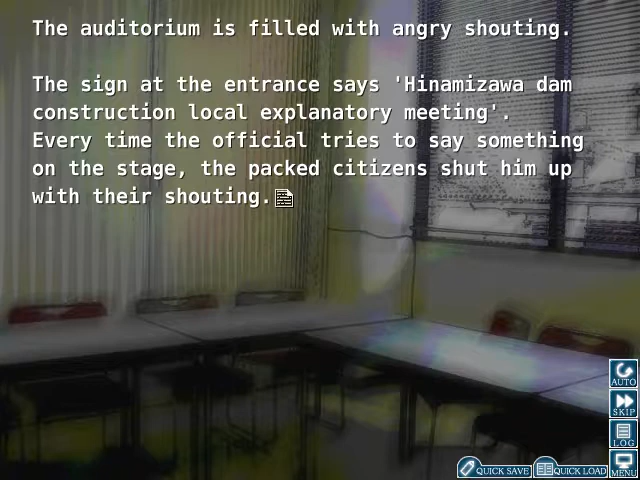 The auditorium is filled with angry shouting.
The sign at the entrance says 'Hinamizawa dam
construction local explanatory meeting'.
Every time the official tries to say something
on the stage, the packed citizens shut him up
with their shouting.
AUTO
SKIP
LOG
MENU
QUICK SAVE
QUICK LOAD